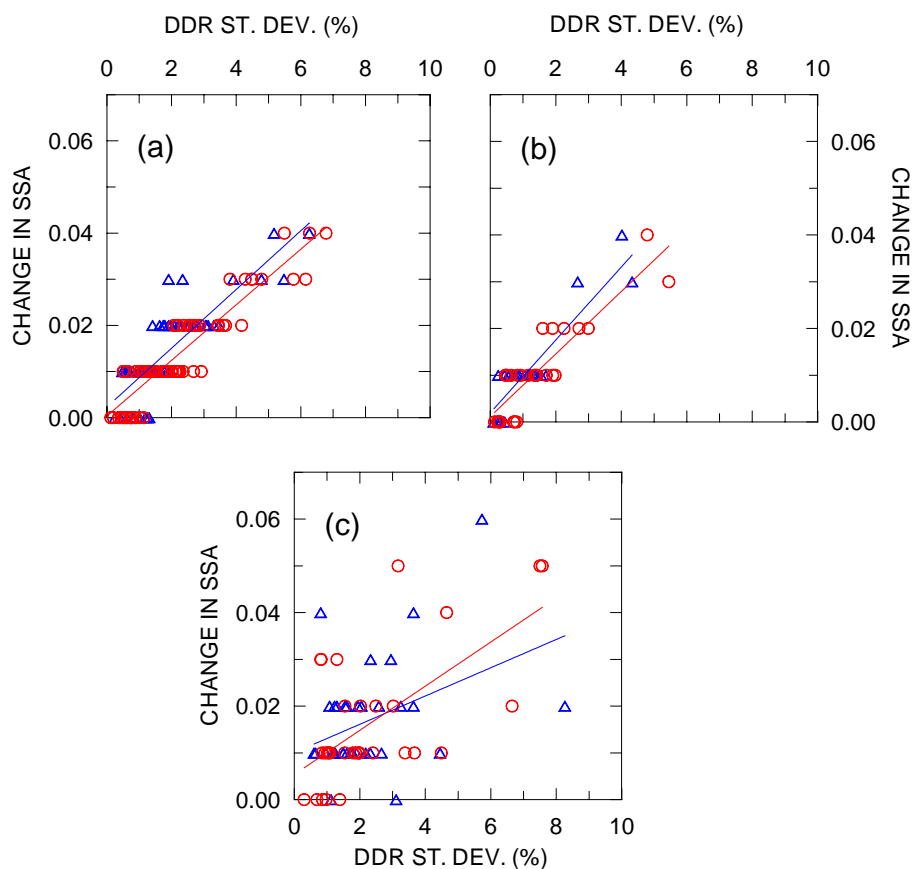 DDR ST. DEV. (%) DDR ST. DEV. (%)
0 2 4 6 8 10 0 2 4 6 8 10
(a) (b)
0.06 0.06
0.04 0.04
0.02 0.02
0.00 0.00
CHANGE IN SSA CHANGE IN SSA
(c)
0.06
0.04
0.02
0.00
CHANGE IN SSA
0 2 4 6 8 10
DDR ST. DEV. (%)